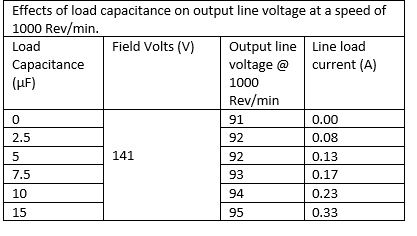 Effects of load capacitance on output line voltage at a speed of
1000 Rev/min.
Load
Capacitance
(µF)
Field Volts (V)
Output line
voltage @
1000
Rev/min
Line load
current (A)
0
141
91
0.00
2.5
92
0.08
5
92
0.13
7.5
93
0.17
10
94
0.23
15
95
0.33